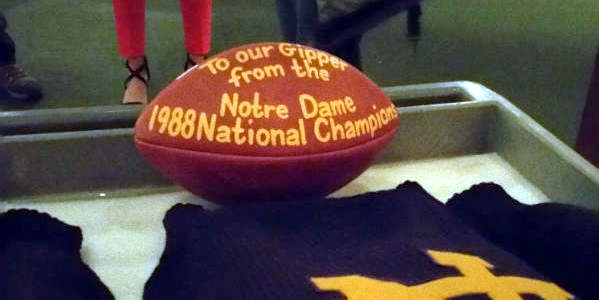 To our Gipper
from the
Notre Dame
1988 National Champions